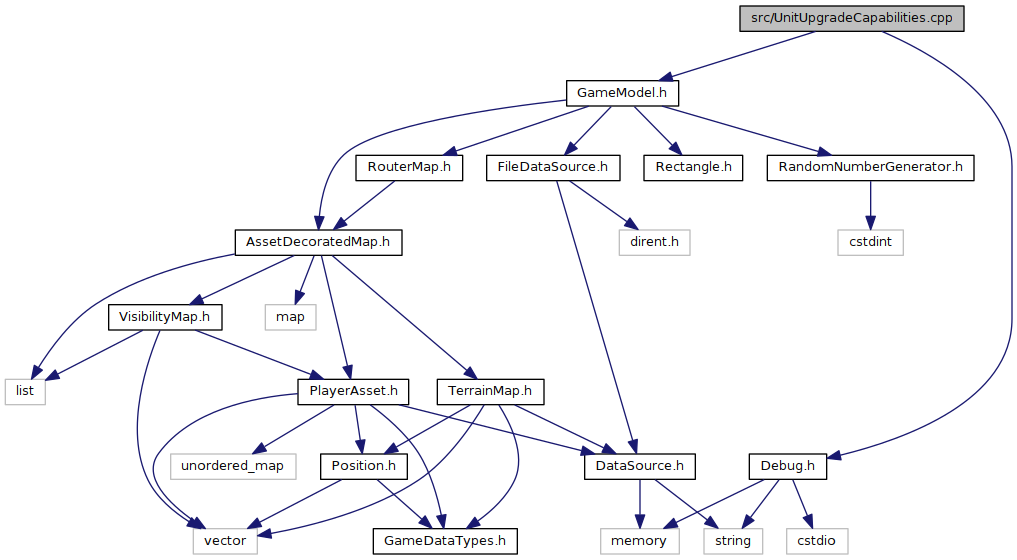 src/UnitUpgradeCapabilities.cpp
GameModel.h
RouterMap.h
FileDataSource.h
Rectangle.h
RandomNumberGenerator.h
AssetDecoratedMap.h
dirent.h
cstdint
VisibilityMap.h
map
list
PlayerAsset.h
TerrainMap.h
unordered_map
Position.h
DataSource.h
Debug.h
vector
GameDataTypes.h
memory
string
cstdio